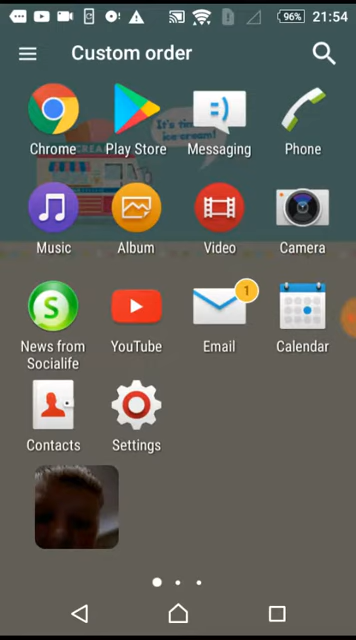 96% 21:54
Custom order
It's time for
ice-cream!
Chrome Play Store Messaging Phone
Music Album Video Camera
1
News from Socialife YouTube Email Calendar
Contacts Settings